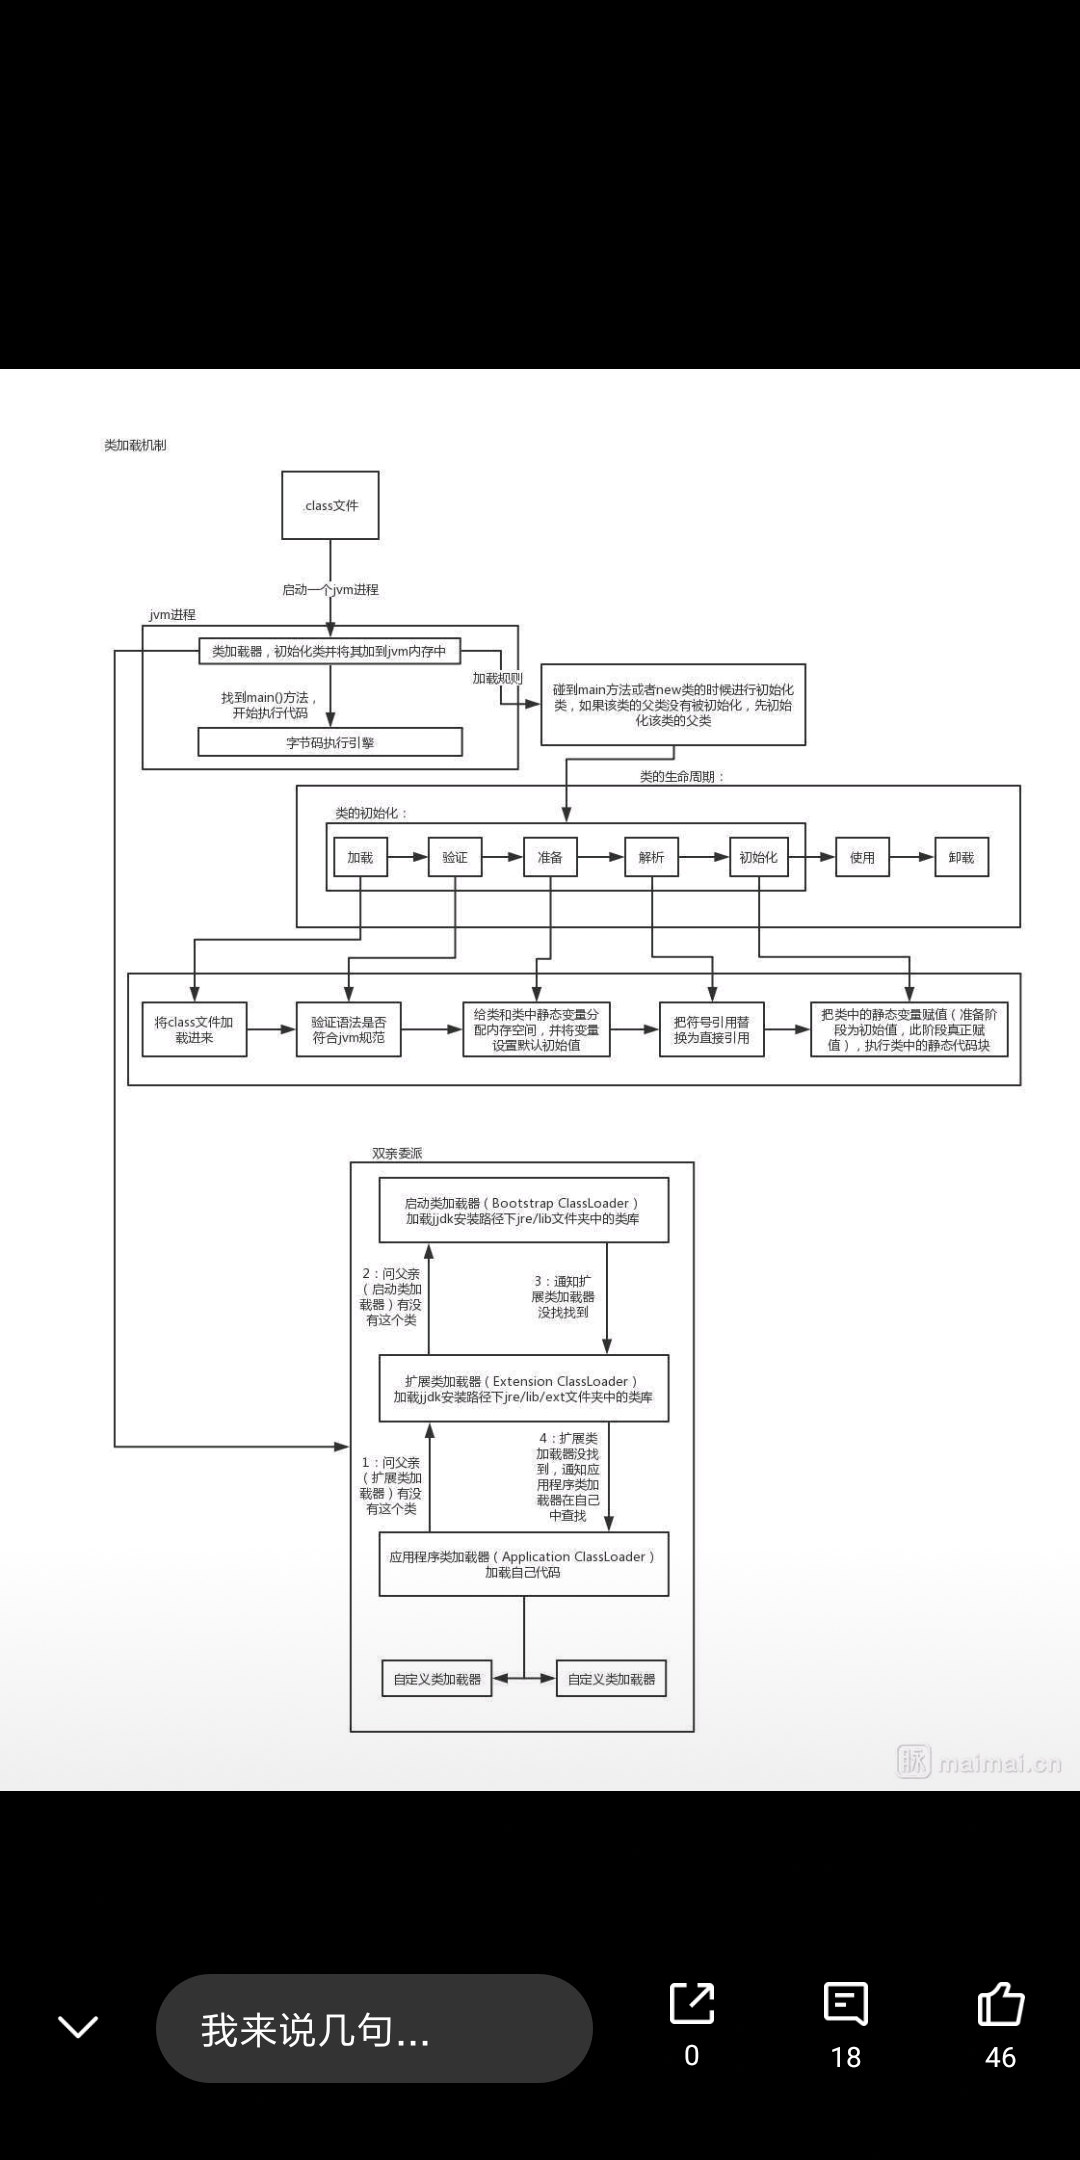 类加载机制
.class文件
启动一个jvm进程
jvm进程
类加载器，初始化类并将其加到jvm内存中
加载规则
找到main()方法，
开始执行代码
字节码执行引擎
碰到main方法或者new类的时候进行初始化
类，如果该类的父类没有被初始化，先初始
化该类的父类
类的生命周期：
类的初始化：
加载
验证
准备
解析
初始化
使用
卸载
将class文件加
载进来
验证语法是否
符合jvm规范
给类和类中静态变量分
配内存空间，并将变量
设置默认初始值
把符号引用替
换为直接引用
把类中的静态变量赋值（准备阶
段为初始值，此阶段真正赋
值），执行类中的静态代码块
双亲委派
启动类加载器（Bootstrap ClassLoader）
加载jjdk安装路径下jre/lib文件夹中的类库
2：问父亲
（启动类加
载器）有没
有这个类
3：通知扩
展类加载器
没找找到
扩展类加载器（Extension ClassLoader）
加载jjdk安装路径下jre/lib/ext文件夹中的类库
1：问父亲
（扩展类加
载器）有没
有这个类
4：扩展类
加载器没找
到，通知应
用程序类加
载器在自己
中查找
应用程序类加载器（Application ClassLoader）
加载自己代码
自定义类加载器
自定义类加载器
脉 maimai.cn
我来说几句...
0
18
46